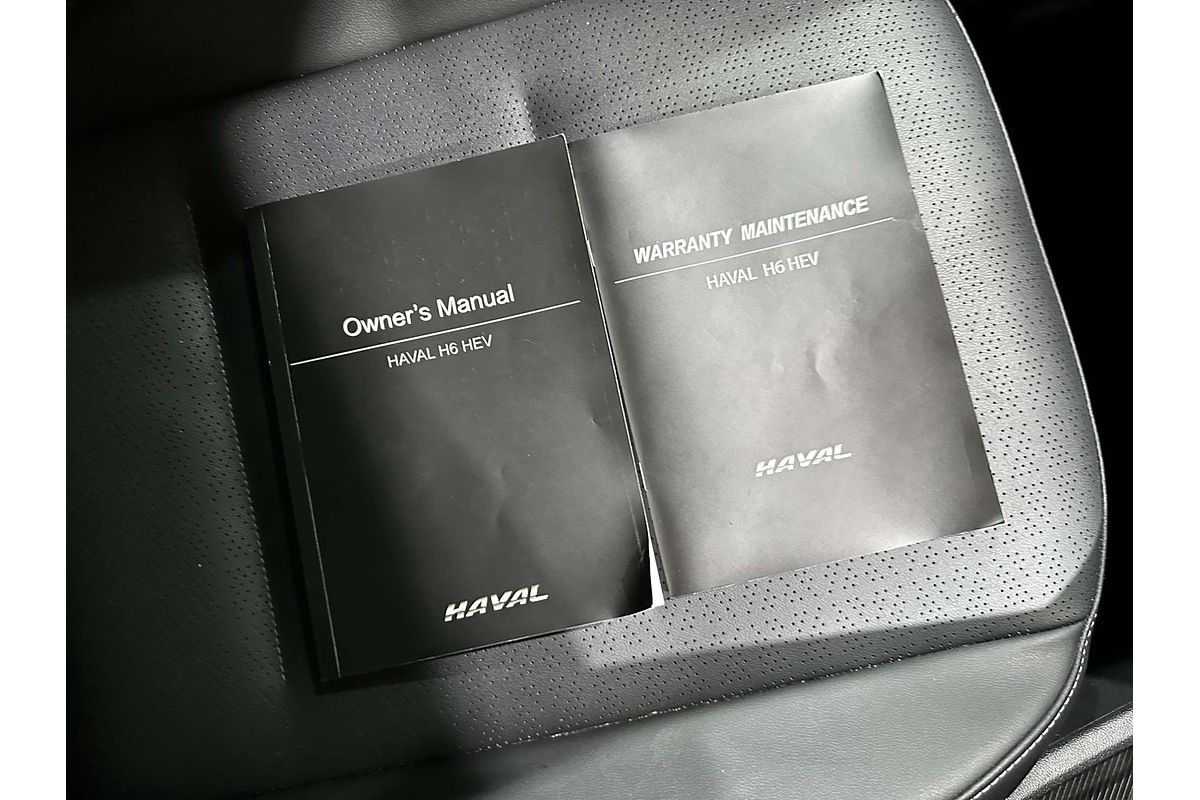 Owner's Manual
HAVAL H6 HEV
HAVAL
WARRANTY MAINTENANCE
HAVAL H6 HEV
HAVAL